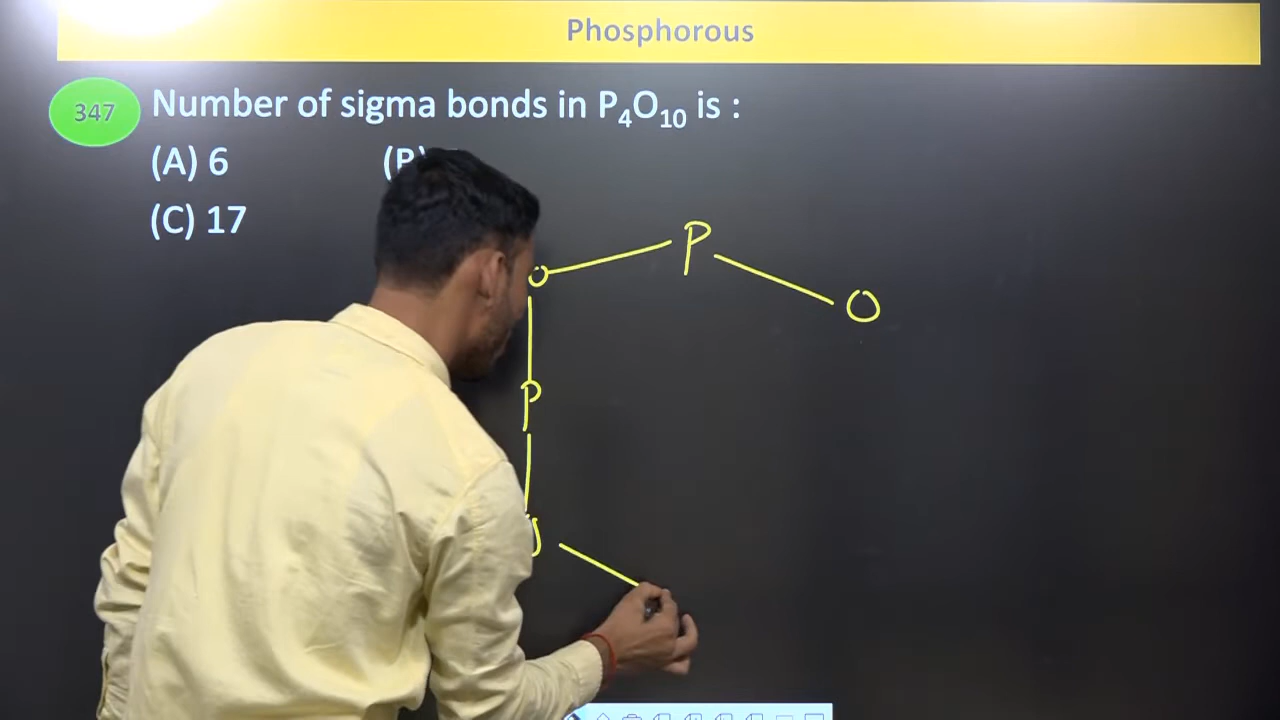 Phosphorous
347 Number of sigma bonds in P₄O₁₀ is :
(A) 6 (B)
(C) 17
O P O
P
O